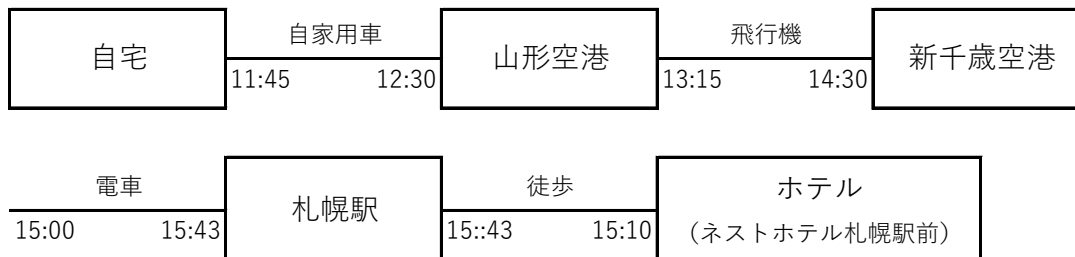 自宅
自家用車
11:45 12:30
山形空港
飛行機
13:15 14:30
新千歳空港
電車
15:00 15:43
札幌駅
徒歩
15::43 15:10
ホテル
（ネストホテル札幌駅前）